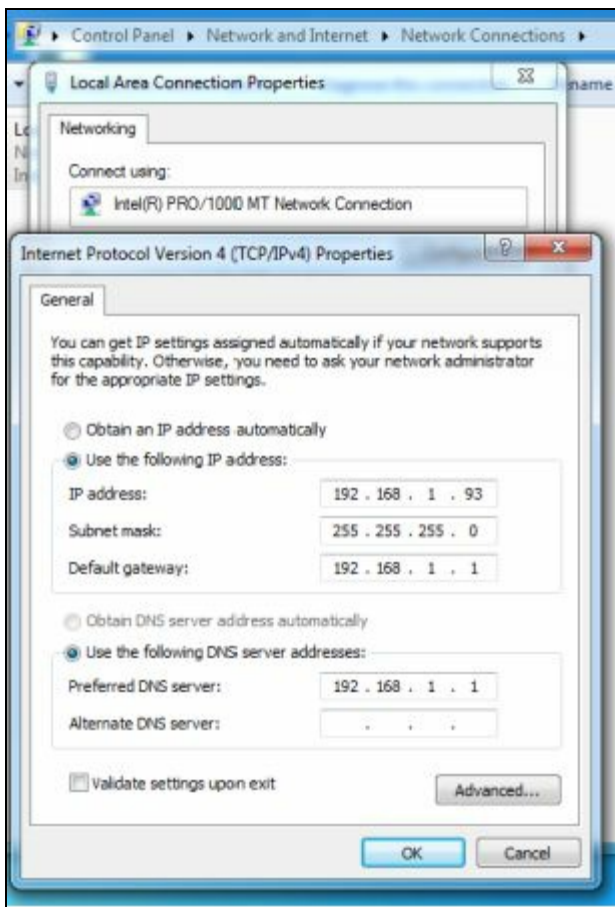 Control Panel ▸ Network and Internet ▸ Network Connections ▸
Local Area Connection Properties
name
Networking
Connect using:
Intel(R) PRO/1000 MT Network Connection
Internet Protocol Version 4 (TCP/IPv4) Properties
General
You can get IP settings assigned automatically if your network supports
this capability. Otherwise, you need to ask your network administrator
for the appropriate IP settings.
Obtain an IP address automatically
Use the following IP address:
IP address: 192 . 168 . 1 . 93
Subnet mask: 255 . 255 . 255 . 0
Default gateway: 192 . 168 . 1 . 1
Obtain DNS server address automatically
Use the following DNS server addresses:
Preferred DNS server: 192 . 168 . 1 . 1
Alternate DNS server: . . .
Validate settings upon exit
Advanced...
OK Cancel